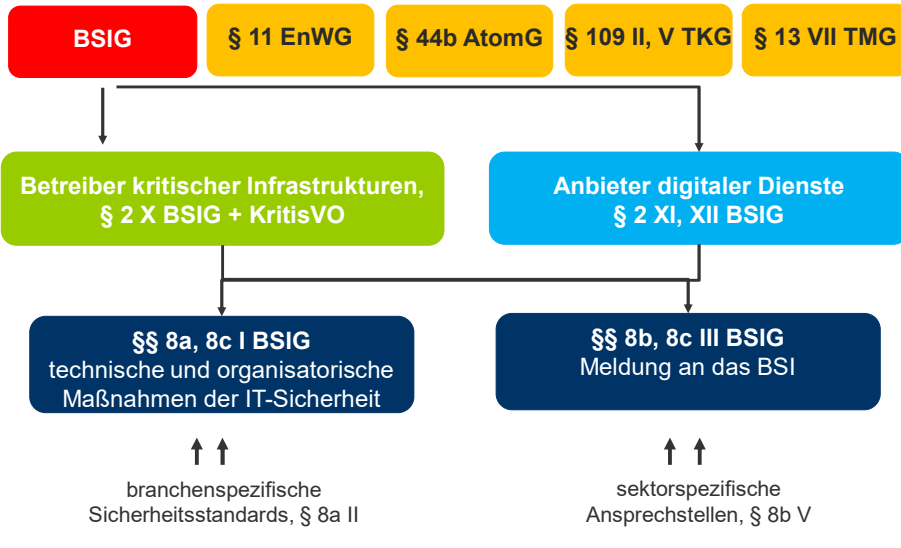 BSIG
§ 11 EnWG
§ 44b AtomG
§ 109 II, V TKG
§ 13 VII TMG
Betreiber kritischer Infrastrukturen,
§ 2 X BSIG + KritisVO
Anbieter digitaler Dienste
§ 2 XI, XII BSIG
§§ 8a, 8c I BSIG
technische und organisatorische
Maßnahmen der IT-Sicherheit
§§ 8b, 8c III BSIG
Meldung an das BSI
branchenspezifische
Sicherheitsstandards, § 8a II
sektorspezifische
Ansprechstellen, § 8b V